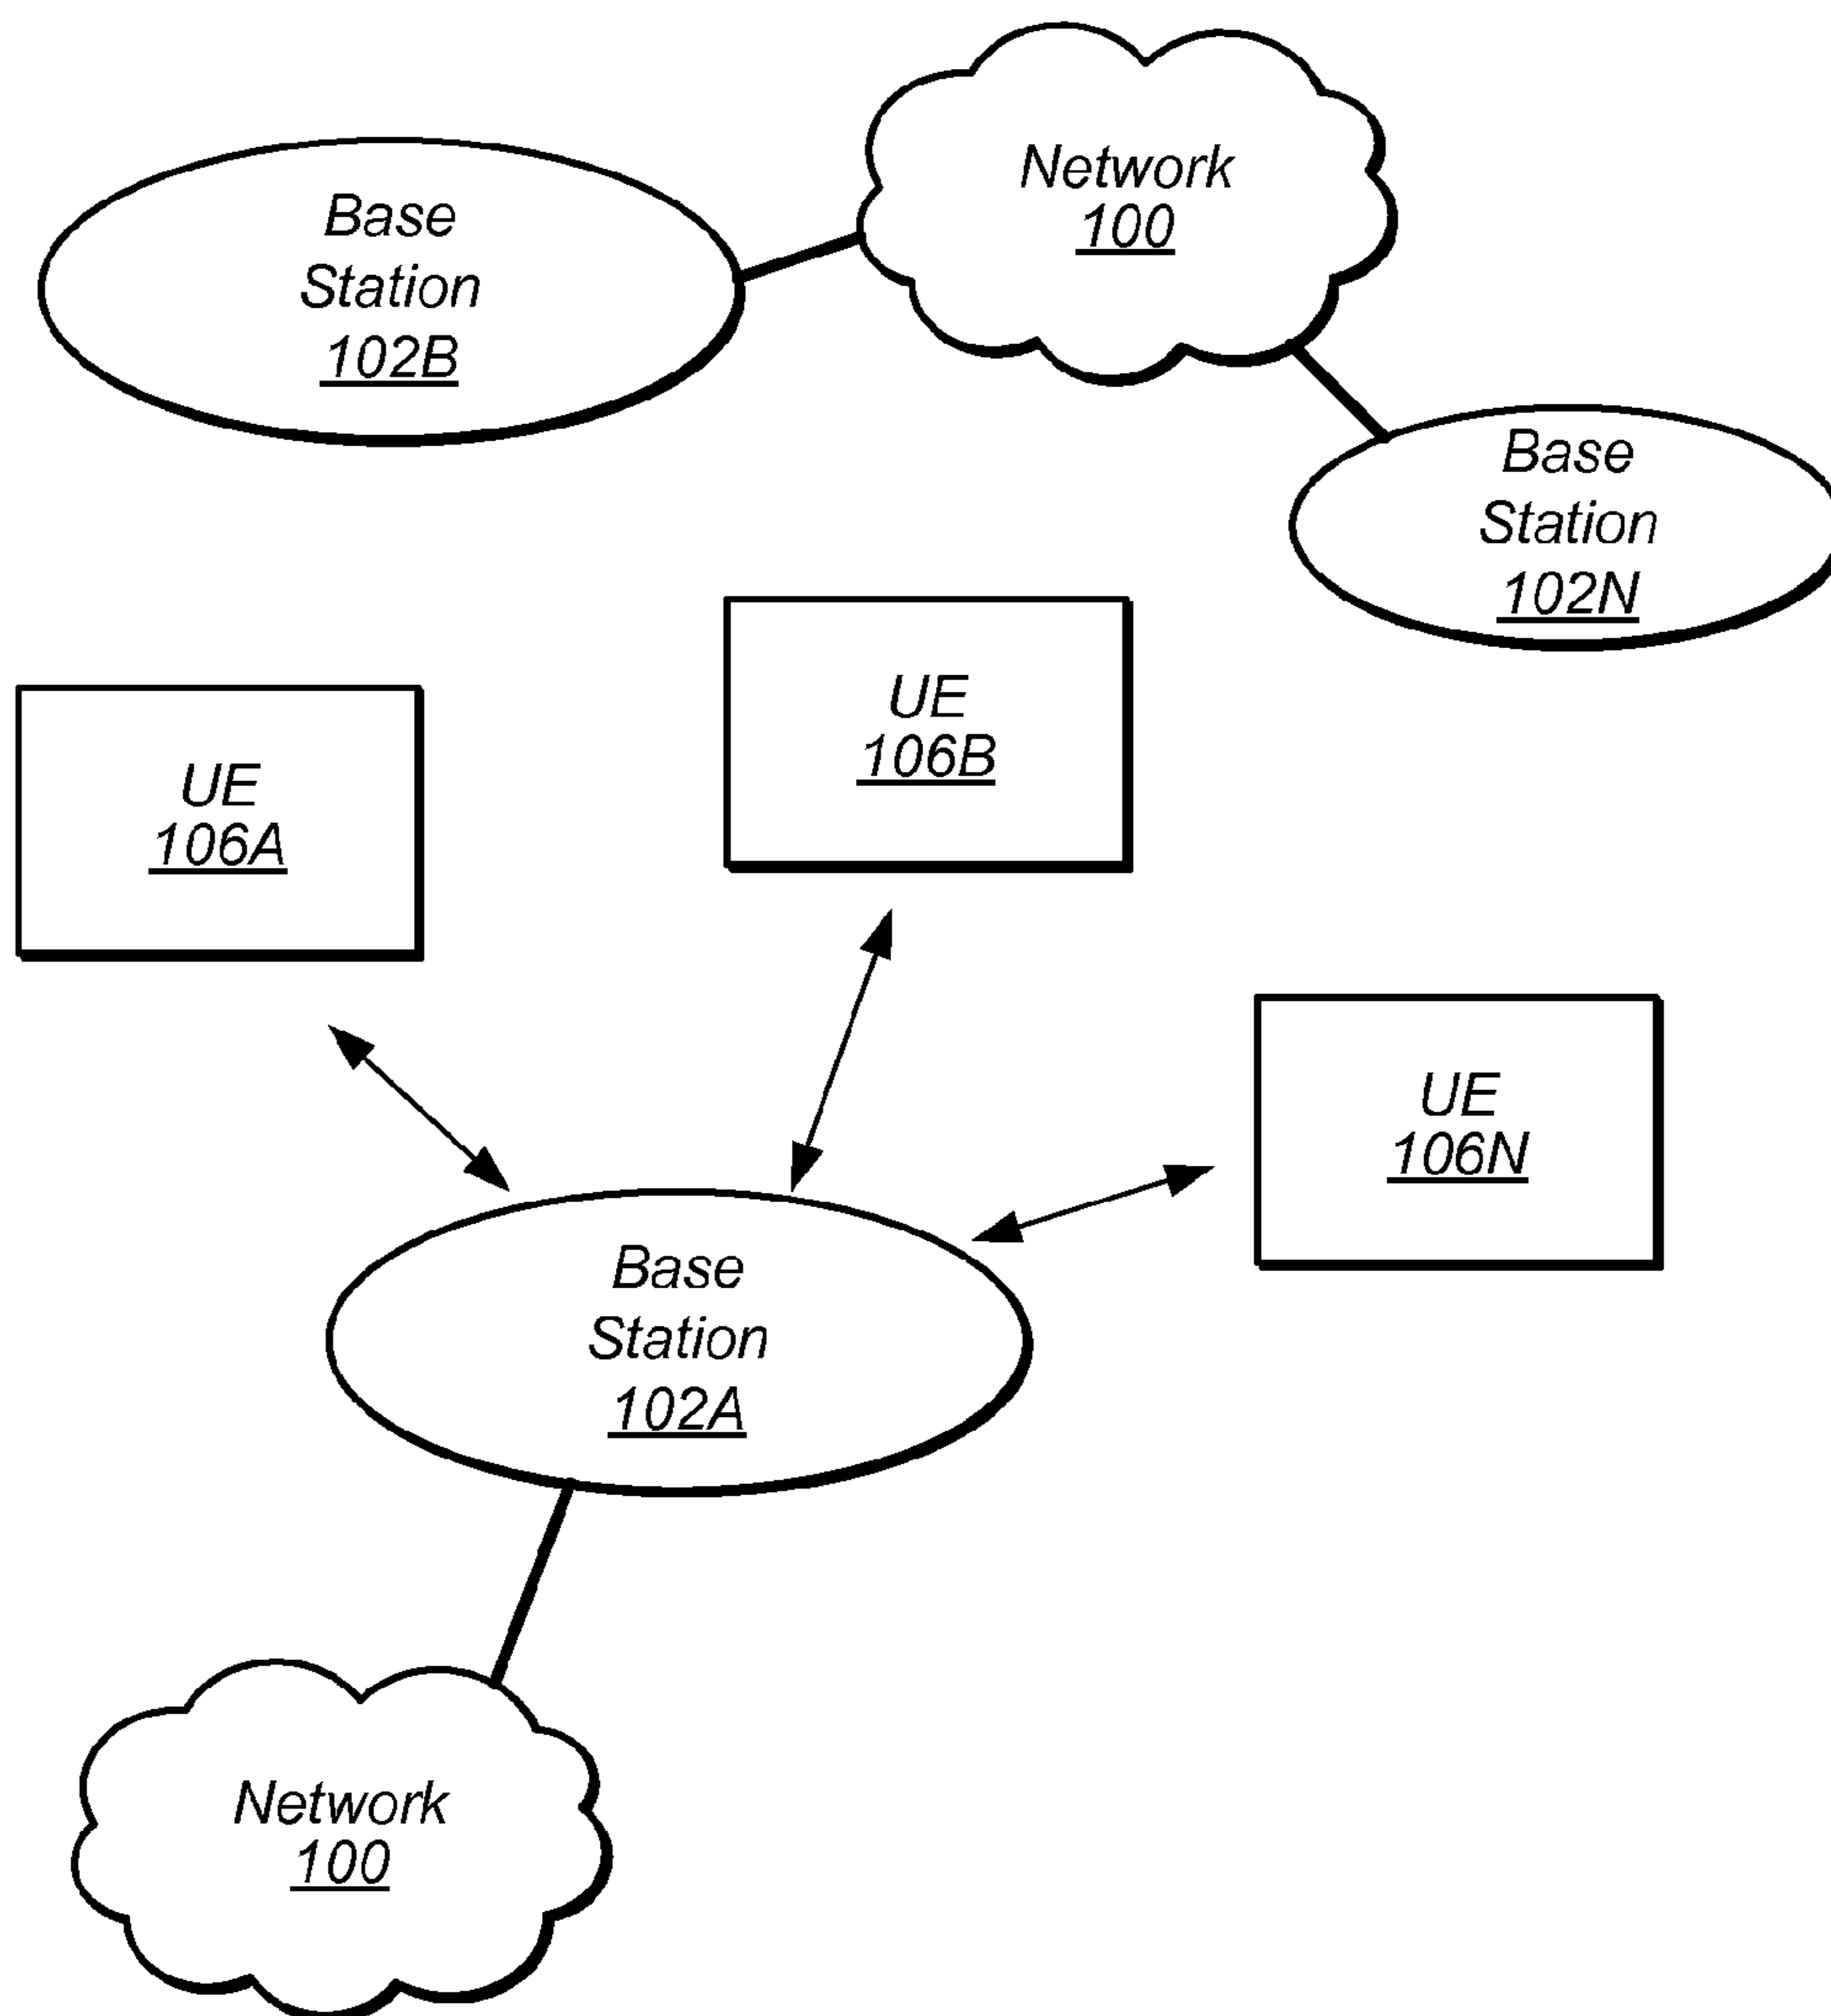 Network
100
Base
Station
102B
Base
Station
102N
UE
106B
UE
106A
UE
106N
Base
Station
102A
Network
100